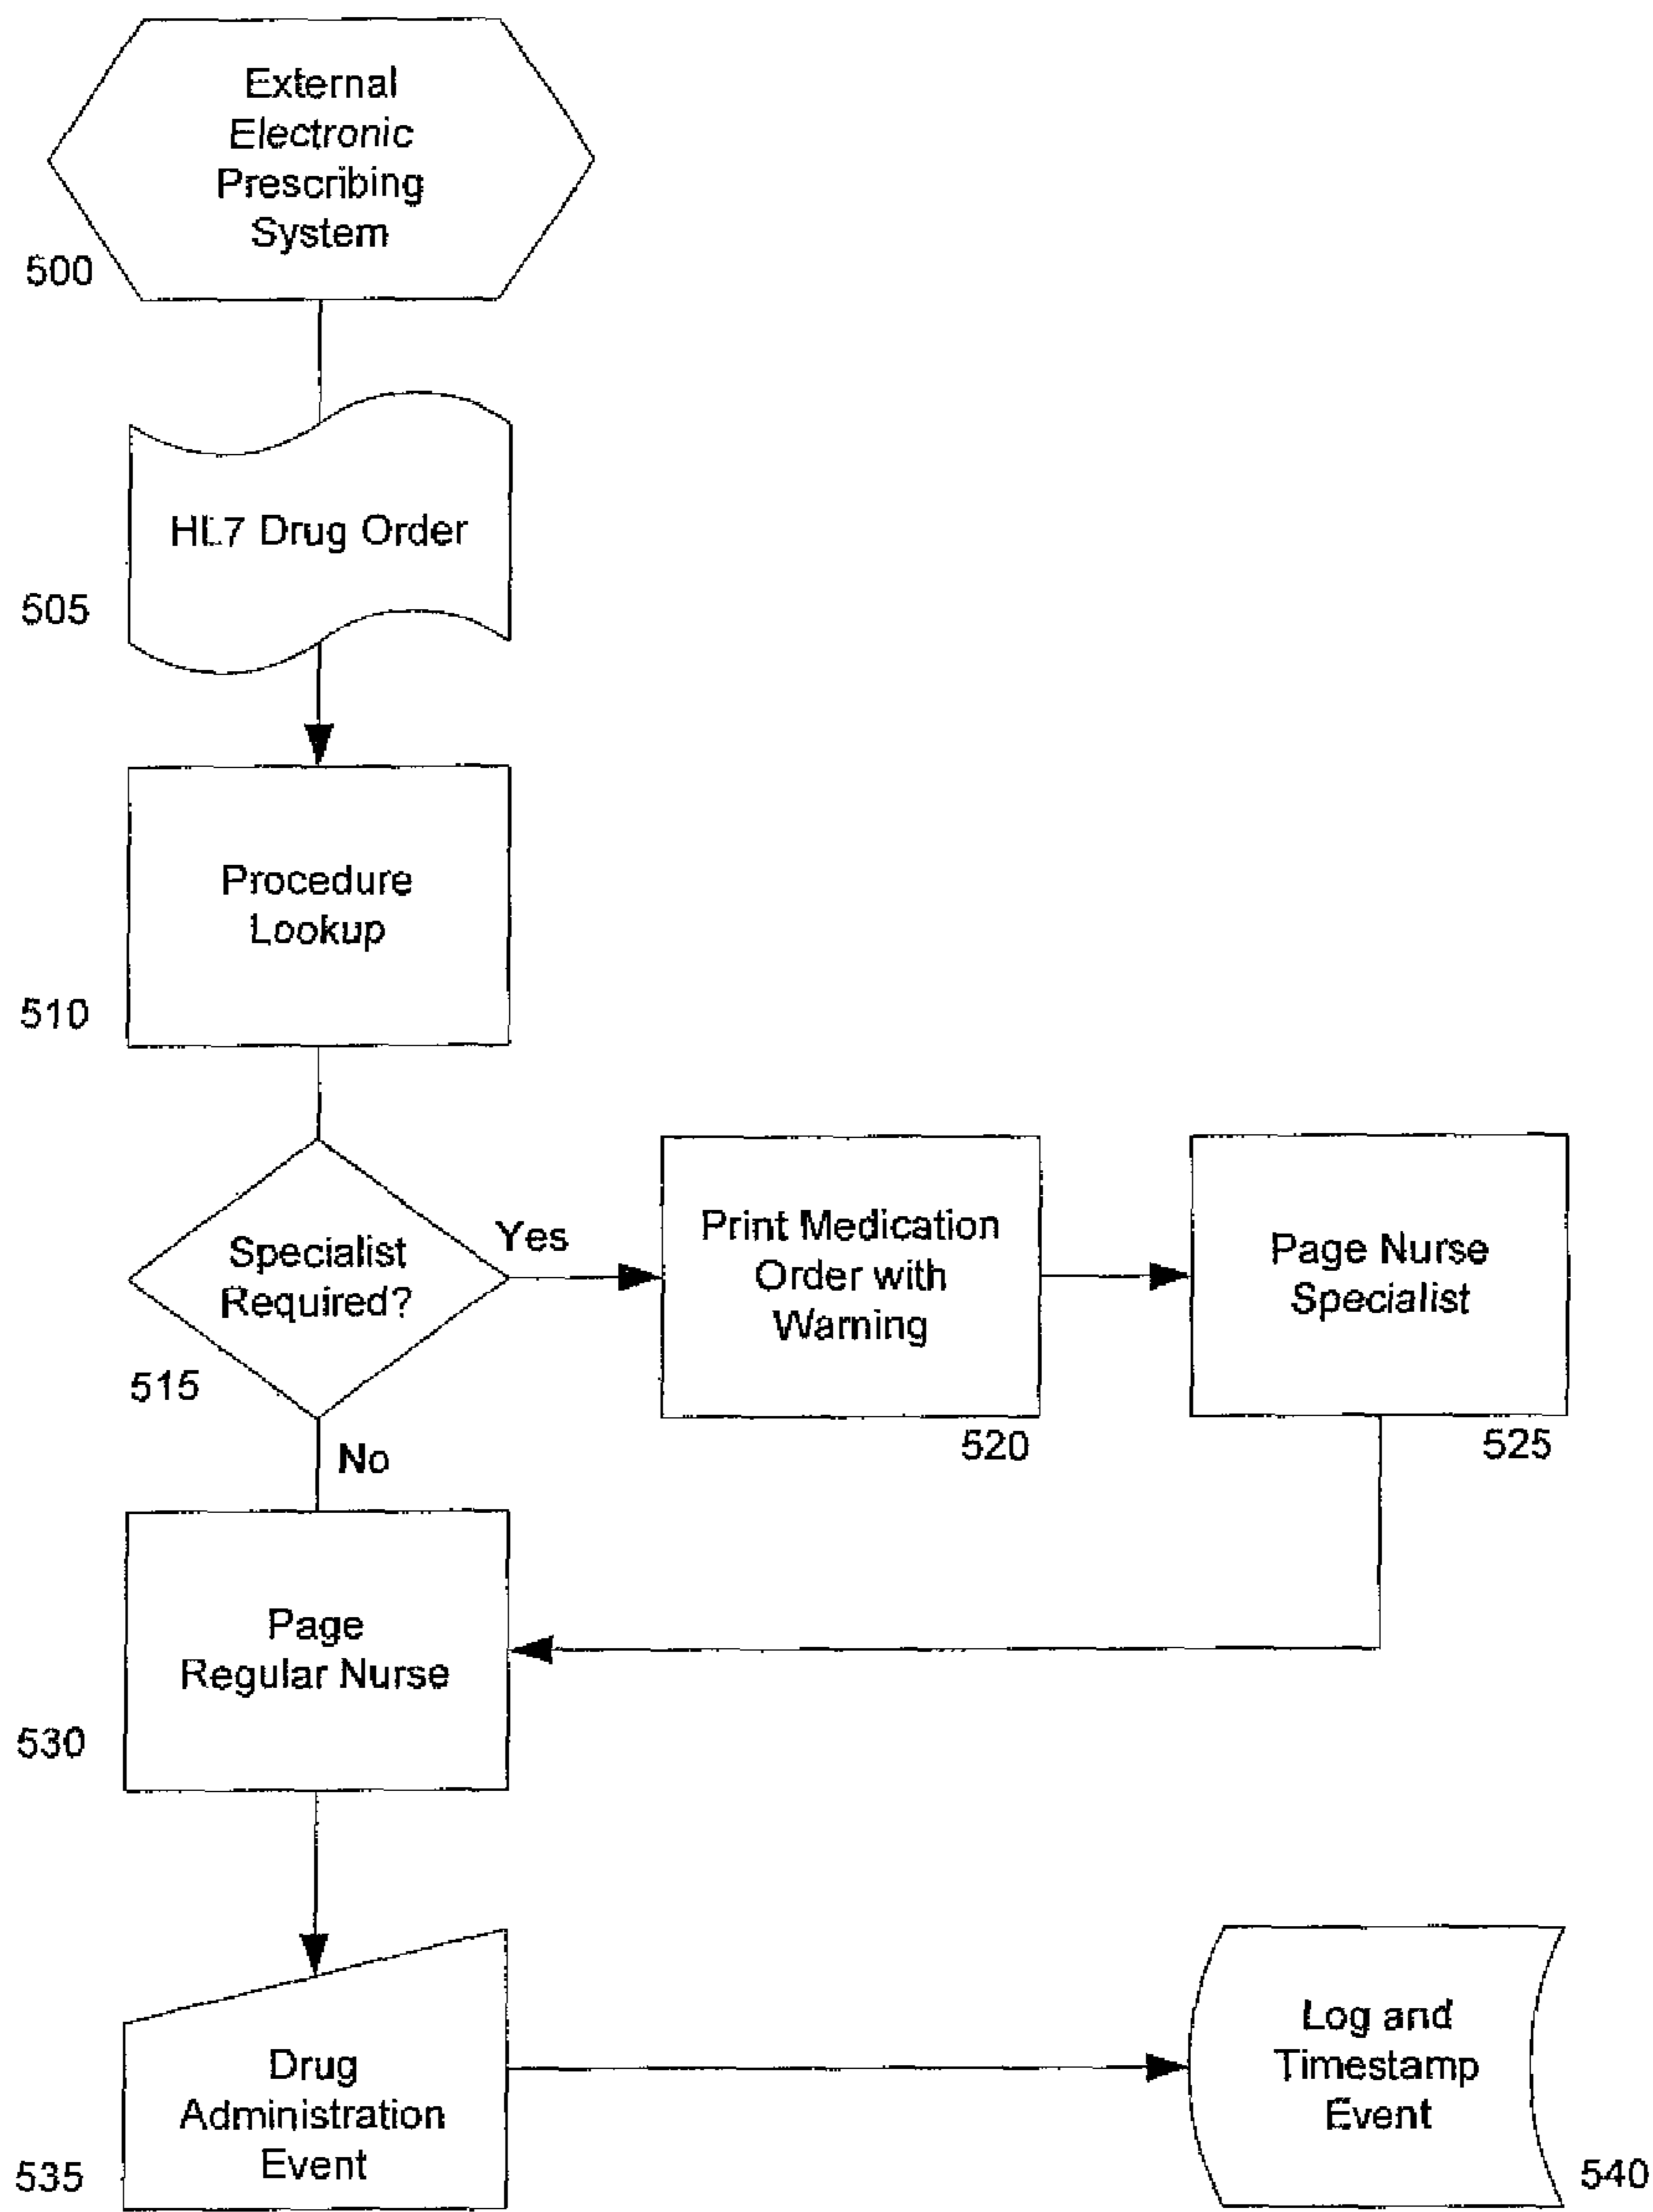 External
Electronic
Prescribing
System
500
HL7 Drug Order
505
Procedure
Lookup
510
Specialist
Required?
515
Yes
Print Medication
Order with
Warning
520
Page Nurse
Specialist
525
No
Page
Regular Nurse
530
Drug
Administration
Event
535
Log and
Timestamp
Event
540